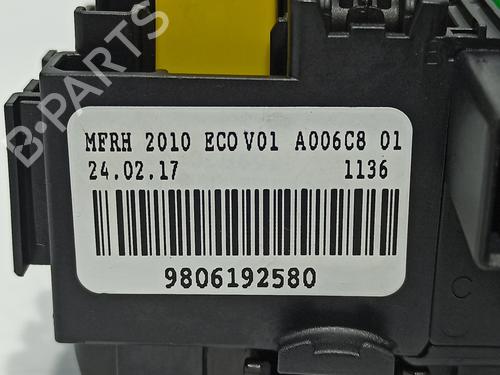 B-PARTS
B
MFRH 2010 ECO V01 A006C8 01
24.02.17 1136
9806192580
C